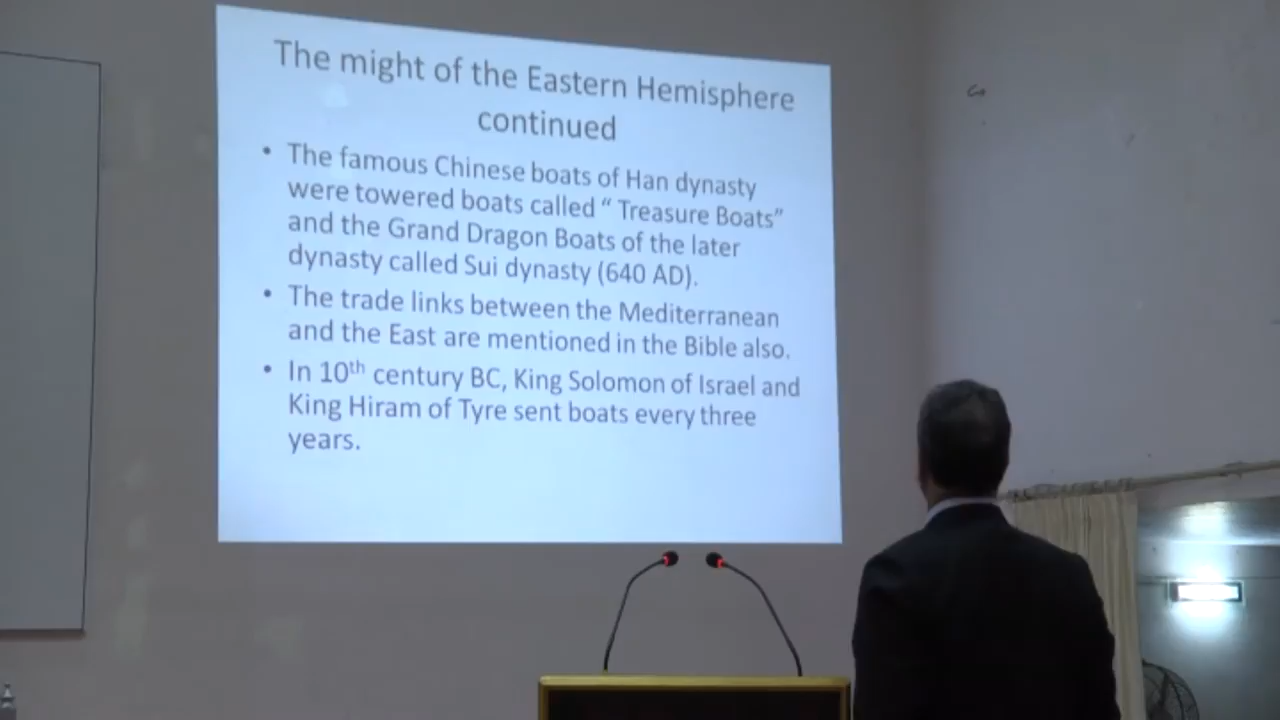 The might of the Eastern Hemisphere
continued
• The famous Chinese boats of Han dynasty
were towered boats called “ Treasure Boats”
and the Grand Dragon Boats of the later
dynasty called Sui dynasty (640 AD).
• The trade links between the Mediterranean
and the East are mentioned in the Bible also.
• In 10th century BC, King Solomon of Israel and
King Hiram of Tyre sent boats every three
years.